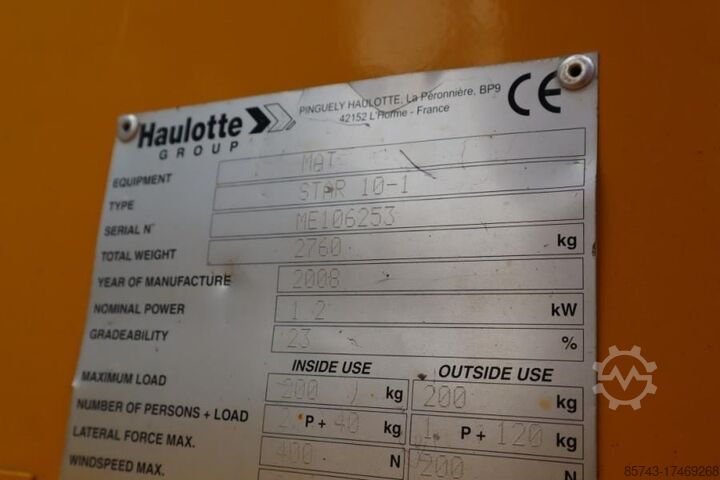 Haulotte GROUP PINGUELY HAULOTTE, La Péronnière, BP9
42152 L'Horme - France CE
EQUIPMENT MAT
TYPE STAR 10-1
SERIAL N° ME106253
TOTAL WEIGHT 2760 kg
YEAR OF MANUFACTURE 2008
NOMINAL POWER 1 2 kW
GRADEABILITY 23 %
INSIDE USE OUTSIDE USE
MAXIMUM LOAD 200 kg 200 kg
NUMBER OF PERSONS + LOAD 2 P + 40 kg 1 P + 120 kg
LATERAL FORCE MAX. 400 N 200 N
WINDSPEED MAX.
85743-17469268